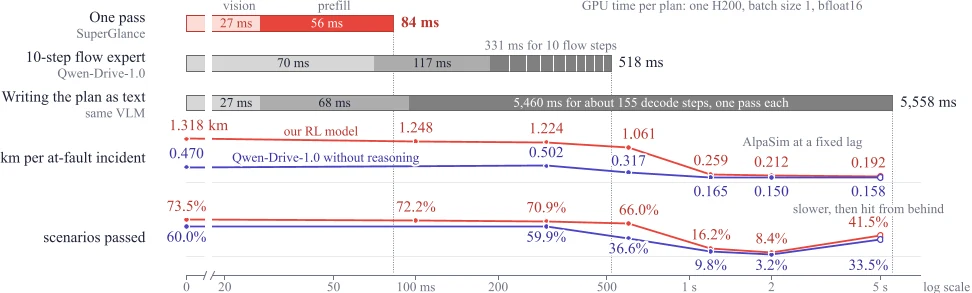 vision prefill GPU time per plan: one H200, batch size 1, bfloat16
One pass 27 ms 56 ms 84 ms
SuperGlance
331 ms for 10 flow steps
10-step flow expert 70 ms 117 ms 518 ms
Qwen-Drive-1.0
Writing the plan as text 27 ms 68 ms 5,460 ms for about 155 decode steps, one pass each 5,558 ms
same VLM
1.318 km our RL model 1.248 1.224 1.061 AlpaSim at a fixed lag
km per at-fault incident 0.470 Qwen-Drive-1.0 without reasoning 0.502 0.317 0.259 0.212 0.192
0.165 0.150 0.158
73.5% 72.2% 70.9% 66.0% slower, then hit from behind
16.2% 8.4% 41.5%
scenarios passed 60.0% 59.9% 36.6%
9.8% 3.2% 33.5%
0 20 50 100 ms 200 500 1 s 2 5 s log scale